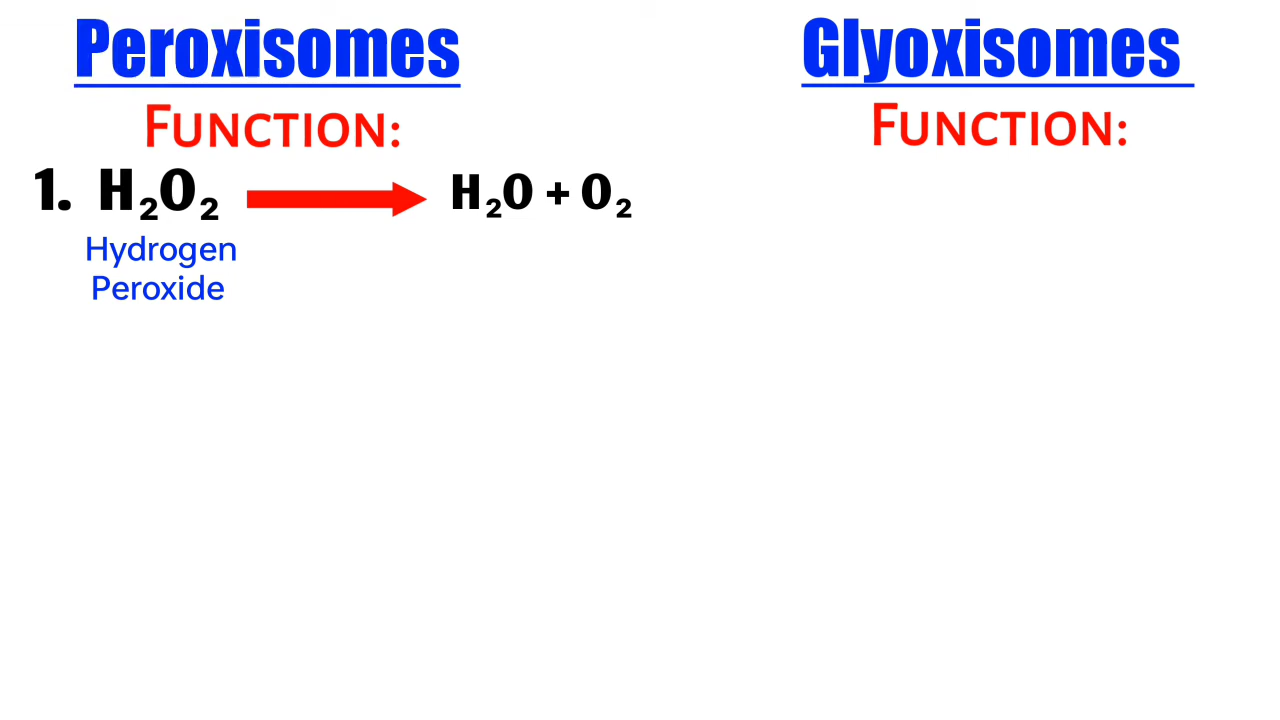 Peroxisomes
FUNCTION:
1. H₂O₂ → H₂O + O₂
Hydrogen
Peroxide
Glyoxisomes
FUNCTION: